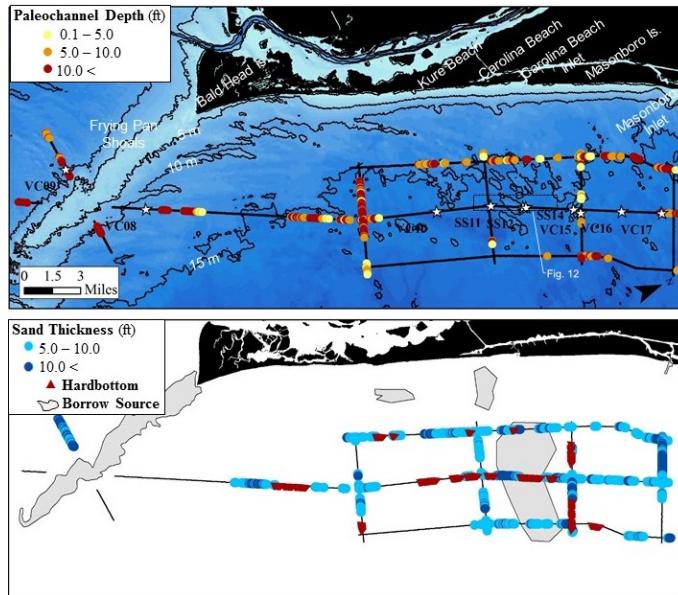 Paleochannel Depth (ft)
0.1 – 5.0
5.0 – 10.0
10.0 <
Bald Head Is.
Kure Beach
Carolina Beach
Carolina Beach
Inlet
Masonboro Is.
Masonboro
Inlet
Frying Pan
Shoals
6 m
10 m
15 m
VC09
VC08
SS11
SS12
SS14
VC15
VC16
VC17
Fig. 12
0 1.5 3
Miles
N
Sand Thickness (ft)
5.0 – 10.0
10.0 <
Hardbottom
Borrow Source